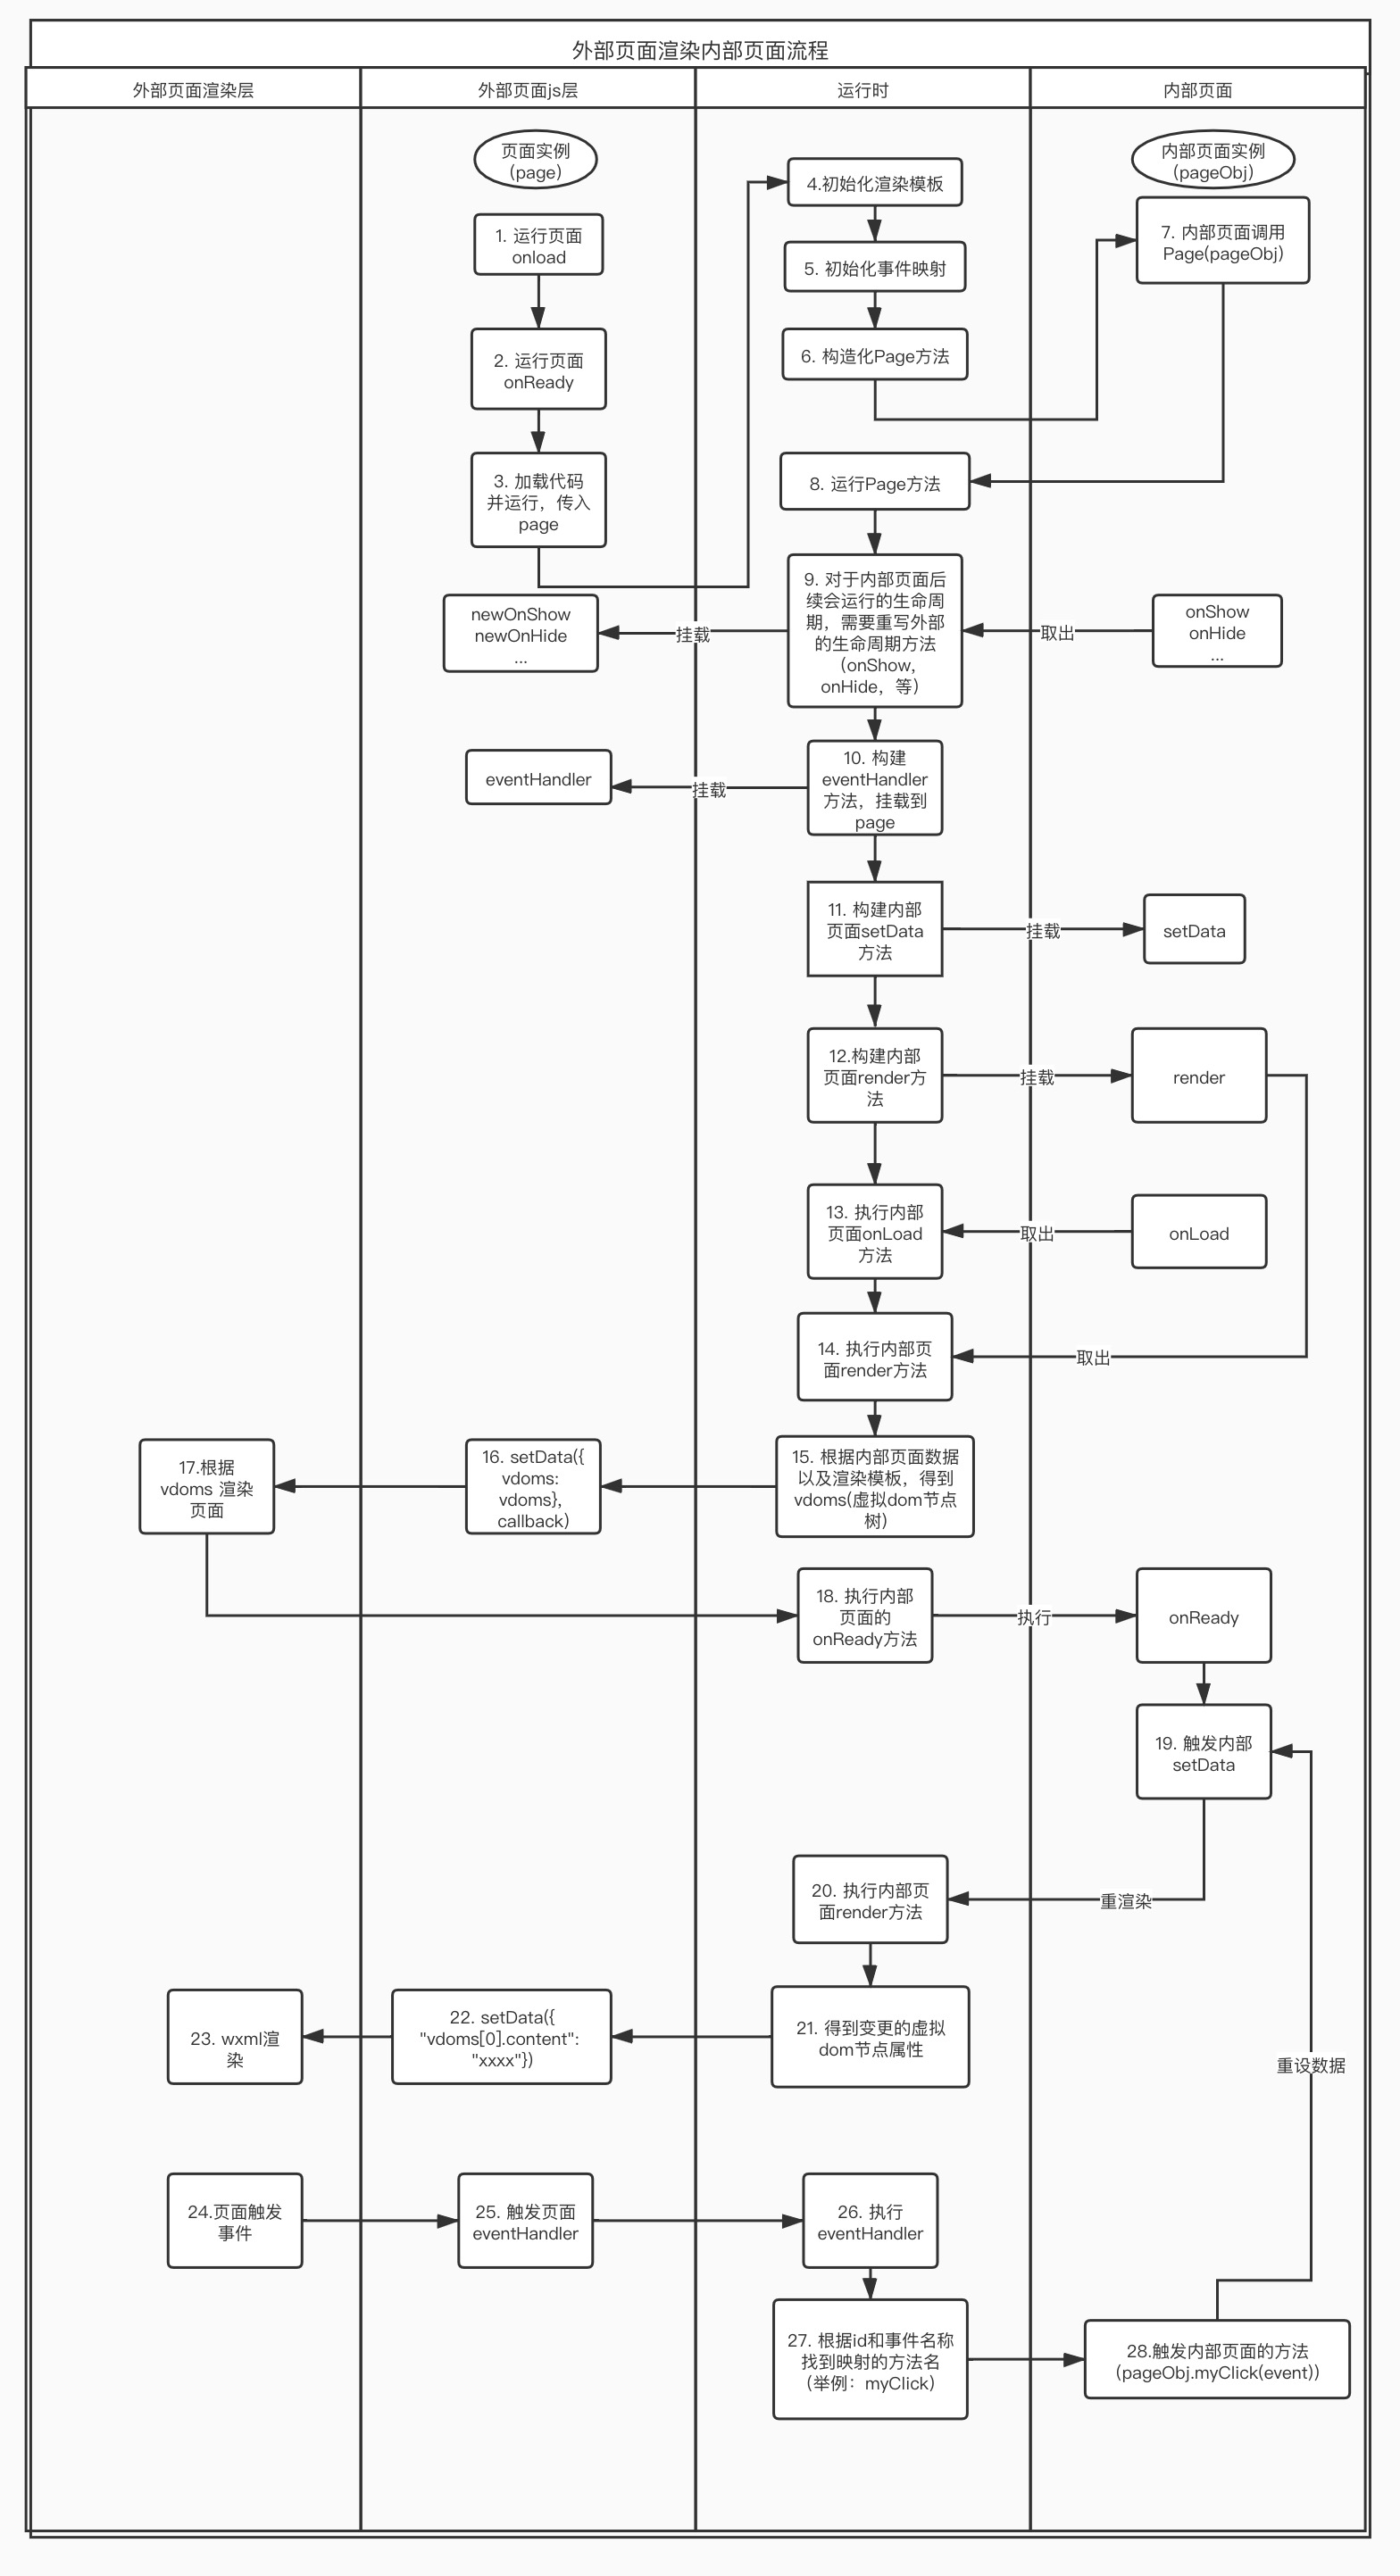 外部页面渲染内部页面流程
外部页面渲染层
外部页面js层
运行时
内部页面
页面实例
(page)
内部页面实例
(pageObj)
1. 运行页面
onload
2. 运行页面
onReady
3. 加载代码
并运行，传入
page
4.初始化渲染模板
5. 初始化事件映射
6. 构造化Page方法
7. 内部页面调用
Page(pageObj)
8. 运行Page方法
9. 对于内部页面后
续会运行的生命周
期，需要重写外部
的生命周期方法
（onShow,
onHide，等）
取出
onShow
onHide
...
挂载
newOnShow
newOnHide
...
10. 构建
eventHandler
方法，挂载到
page
挂载
eventHandler
11. 构建内部
页面setData
方法
挂载
setData
12.构建内部
页面render方
法
挂载
render
13. 执行内部
页面onLoad
方法
取出
onLoad
14. 执行内部页
面render方法
取出
15. 根据内部页面数据
以及渲染模板，得到
vdoms(虚拟dom节点
树)
16. setData({
vdoms:
vdoms},
callback)
17.根据
vdoms 渲染
页面
18. 执行内部
页面的
onReady方法
执行
onReady
19. 触发内部
setData
重渲染
20. 执行内部页
面render方法
21. 得到变更的虚拟
dom节点属性
22. setData({
"vdoms[0].content":
"xxxx"})
23. wxml渲
染
重设数据
24.页面触发
事件
25. 触发页面
eventHandler
26. 执行
eventHandler
27. 根据id和事件名称
找到映射的方法名
（举例：myClick）
28.触发内部页面的方法
（pageObj.myClick(event)）